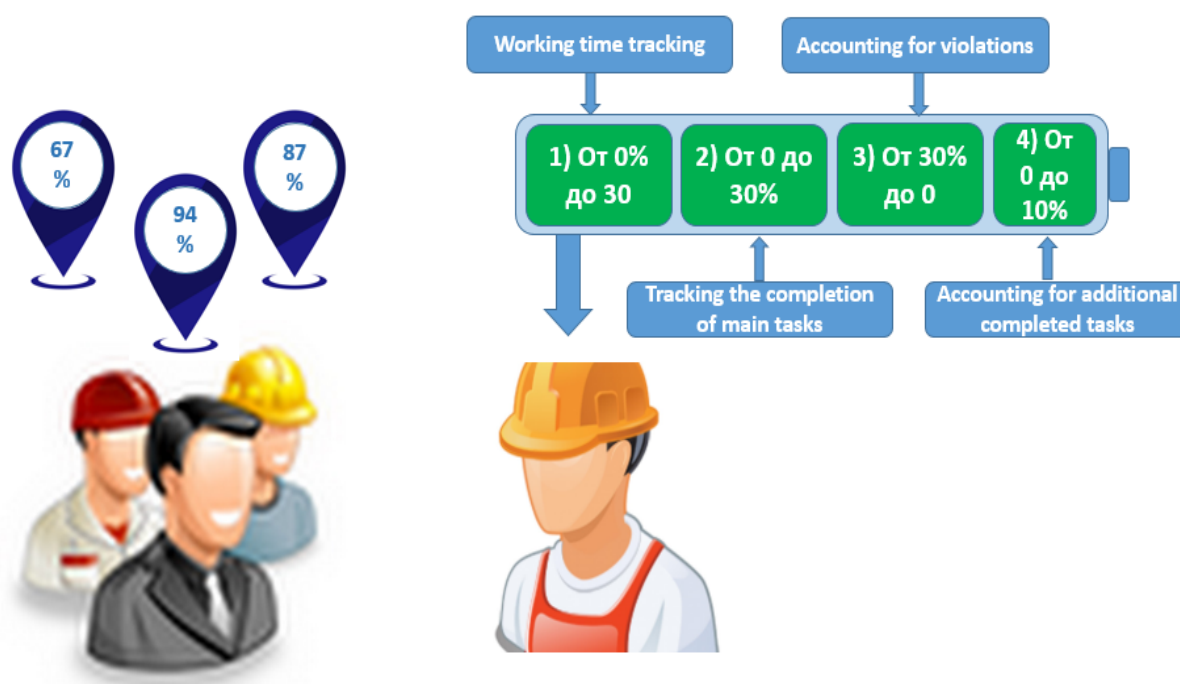 Working time tracking
Accounting for violations
67
%
94
%
87
%
1) От 0%
до 30
2) От 0 до
30%
3) От 30%
до 0
4) От
0 до
10%
Tracking the completion
of main tasks
Accounting for additional
completed tasks